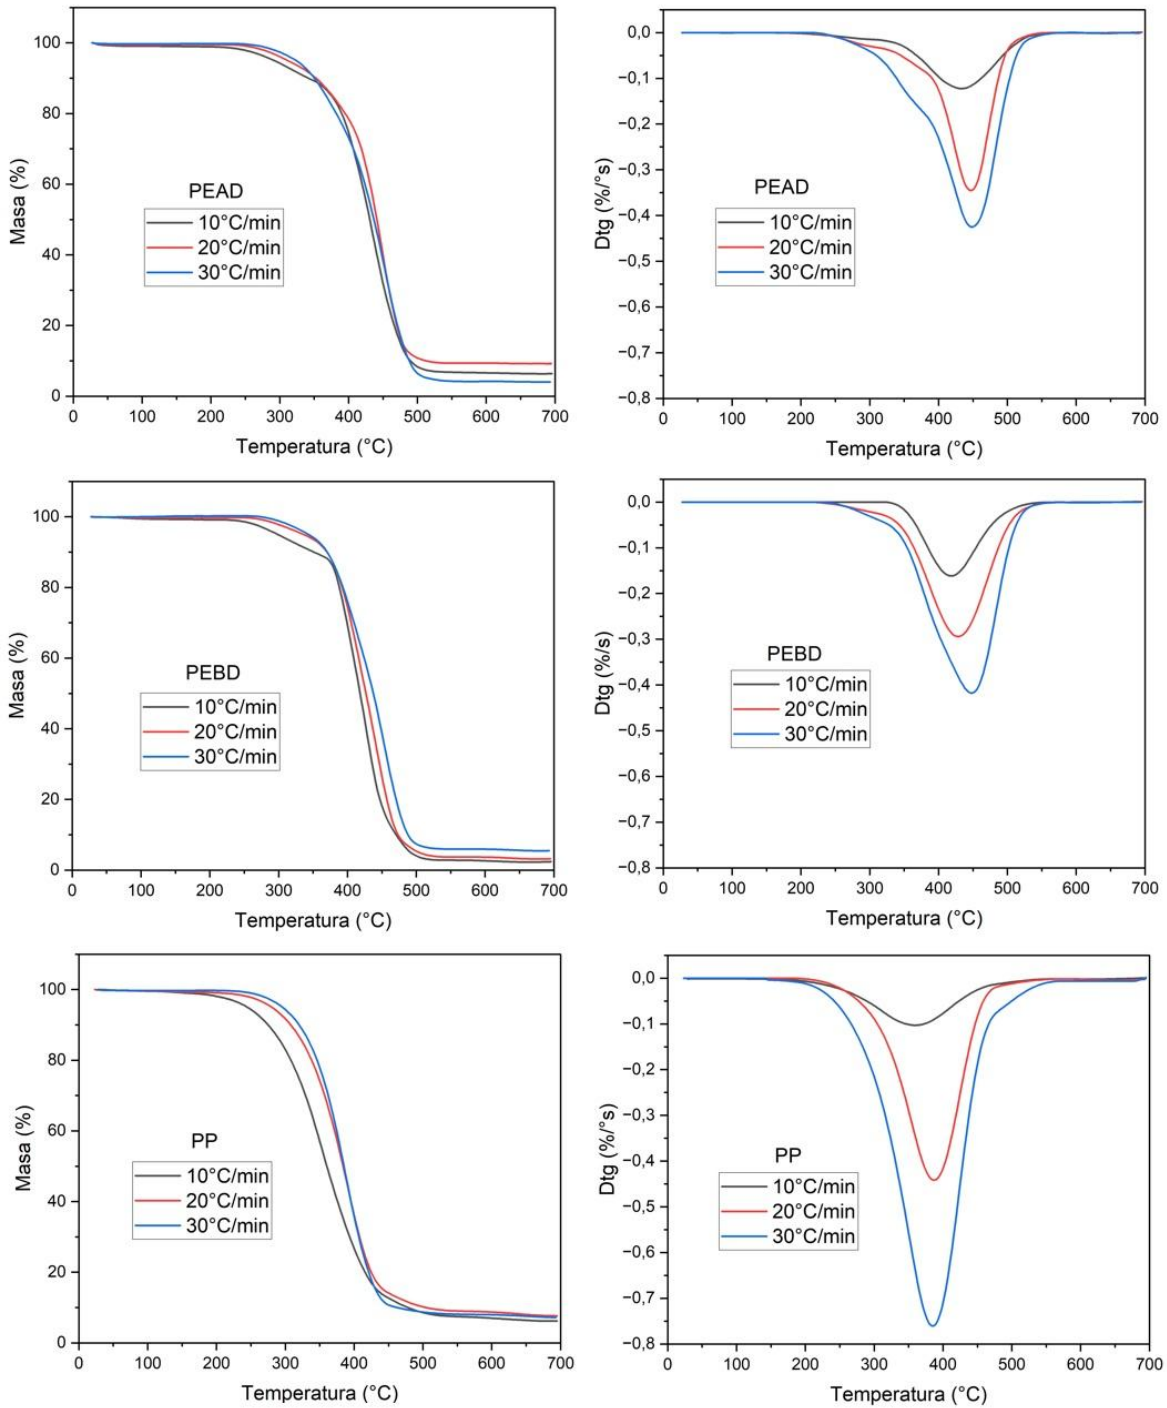 100
80
60
40
20
0
Masa (%)
PEAD
10°C/min
20°C/min
30°C/min
0 100 200 300 400 500 600 700
Temperatura (°C)
0,0
−0,1
−0,2
−0,3
−0,4
−0,5
−0,6
−0,7
−0,8
Dtg (%/°s)
PEAD
10°C/min
20°C/min
30°C/min
0 100 200 300 400 500 600 700
Temperatura (°C)
100
80
60
40
20
0
Masa (%)
PEBD
10°C/min
20°C/min
30°C/min
0 100 200 300 400 500 600 700
Temperatura (°C)
0,0
−0,1
−0,2
−0,3
−0,4
−0,5
−0,6
−0,7
−0,8
Dtg (%/s)
PEBD
10°C/min
20°C/min
30°C/min
0 100 200 300 400 500 600 700
Temperatura (°C)
100
80
60
40
20
0
Masa (%)
PP
10°C/min
20°C/min
30°C/min
0 100 200 300 400 500 600 700
Temperatura (°C)
0,0
−0,1
−0,2
−0,3
−0,4
−0,5
−0,6
−0,7
−0,8
Dtg (%/°s)
PP
10°C/min
20°C/min
30°C/min
0 100 200 300 400 500 600 700
Temperatura (°C)